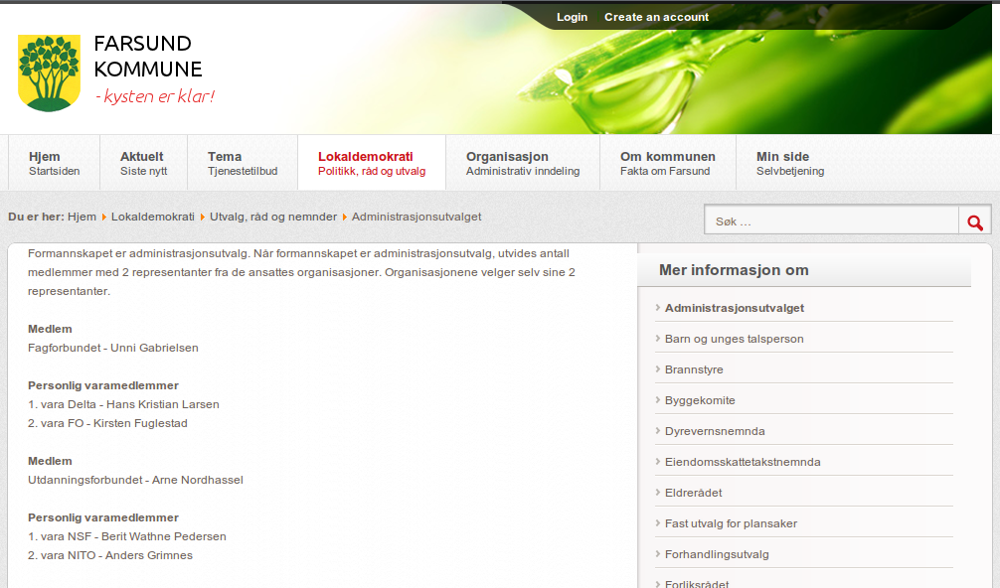 Login Create an account
FARSUND
KOMMUNE
- kysten er klar!
Hjem Aktuelt Tema Lokaldemokrati Organisasjon Om kommunen Min side
Startsiden Siste nytt Tjenestetilbud Politikk, råd og utvalg Administrativ inndeling Fakta om Farsund Selvbetjening
Du er her: Hjem Lokaldemokrati Utvalg, råd og nemnder Administrasjonsutvalget
Søk ...
Formannskapet er administrasjonsutvalg. Når formannskapet er administrasjonsutvalg, utvides antall
medlemmer med 2 representanter fra de ansattes organisasjoner. Organisasjonene velger selv sine 2
representanter.
Medlem
Fagforbundet - Unni Gabrielsen
Personlig varamedlemmer
1. vara Delta - Hans Kristian Larsen
2. vara FO - Kirsten Fuglestad
Medlem
Utdanningsforbundet - Arne Nordhassel
Personlig varamedlemmer
1. vara NSF - Berit Wathne Pedersen
2. vara NITO - Anders Grimnes
Mer informasjon om
Administrasjonsutvalget
Barn og unges talsperson
Brannstyre
Byggekomite
Dyrevernsnemnda
Eiendomsskattetakstnemnda
Eldrerådet
Fast utvalg for plansaker
Forhandlingsutvalg
Forliksrådet